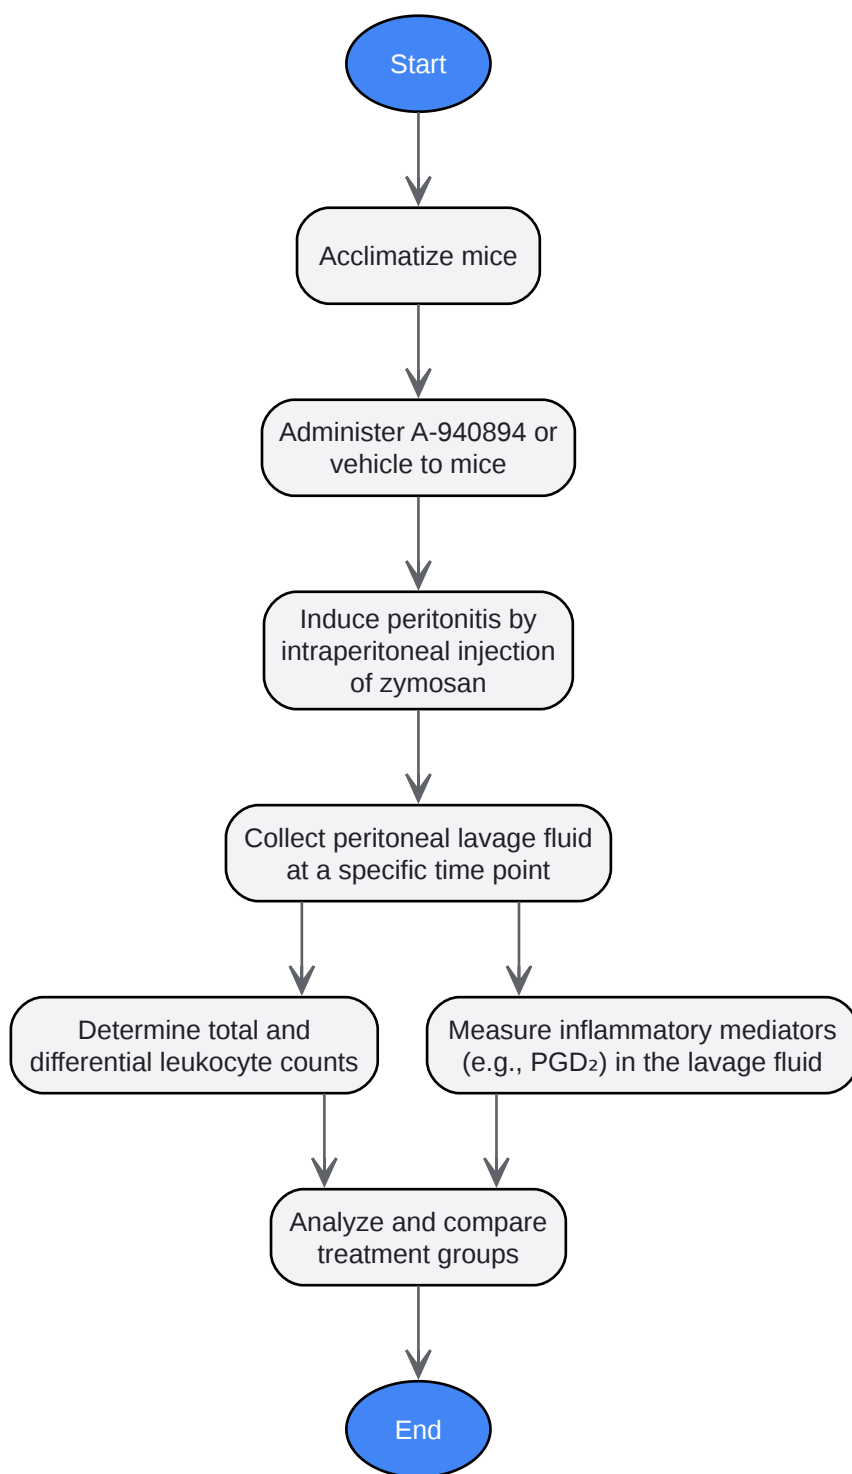 Start
Acclimatize mice
Administer A-940894 or
vehicle to mice
Induce peritonitis by
intraperitoneal injection
of zymosan
Collect peritoneal lavage fluid
at a specific time point
Determine total and
differential leukocyte counts
Measure inflammatory mediators
(e.g., PGD₂) in the lavage fluid
Analyze and compare
treatment groups
End